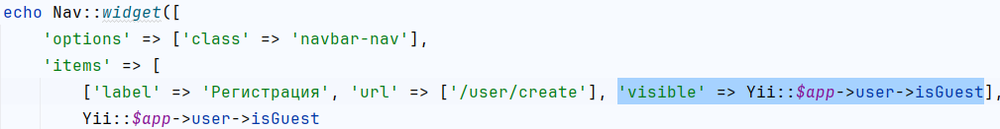 echo Nav::widget([
    'options' => ['class' => 'navbar-nav'],
    'items' => [
        ['label' => 'Регистрация', 'url' => ['/user/create'], 'visible' => Yii::$app->user->isGuest],
        Yii::$app->user->isGuest